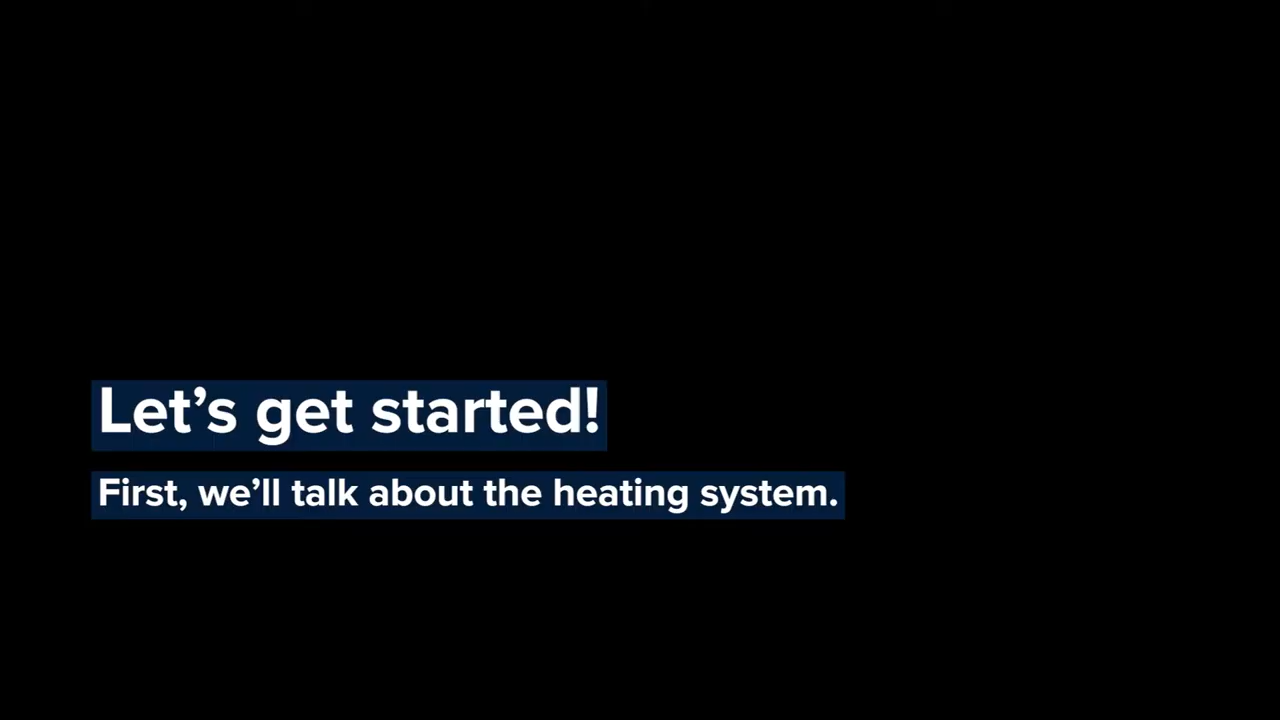 Let’s get started!
First, we’ll talk about the heating system.